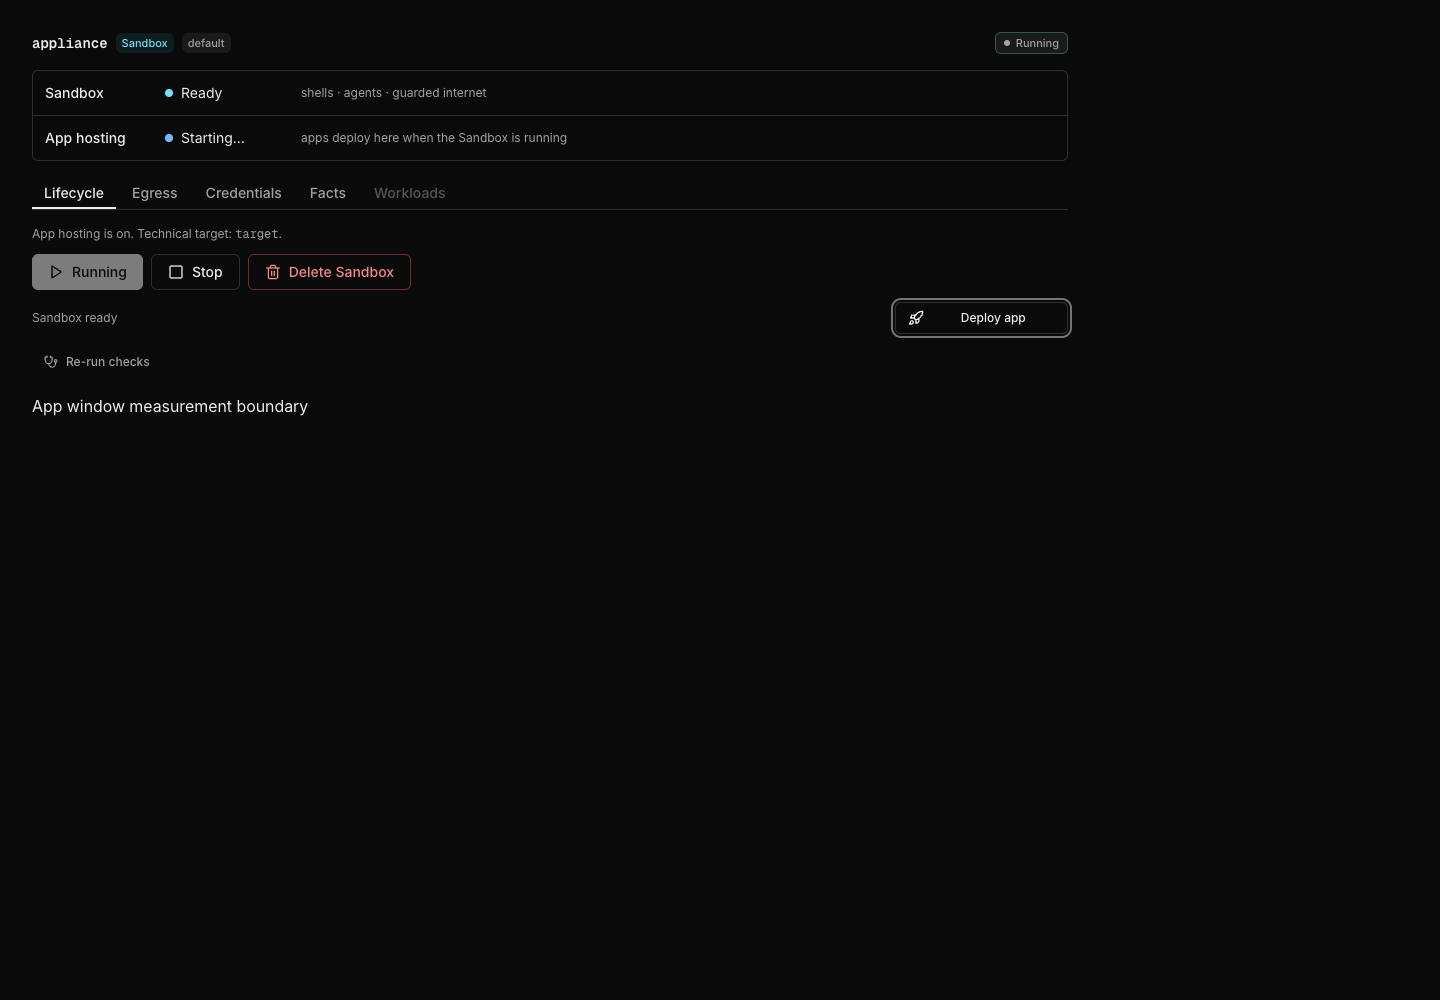 appliance Sandbox default Running
Sandbox Ready shells · agents · guarded internet
App hosting Starting... apps deploy here when the Sandbox is running
Lifecycle Egress Credentials Facts Workloads
App hosting is on. Technical target: target.
Running Stop Delete Sandbox
Sandbox ready Deploy app
Re-run checks
App window measurement boundary